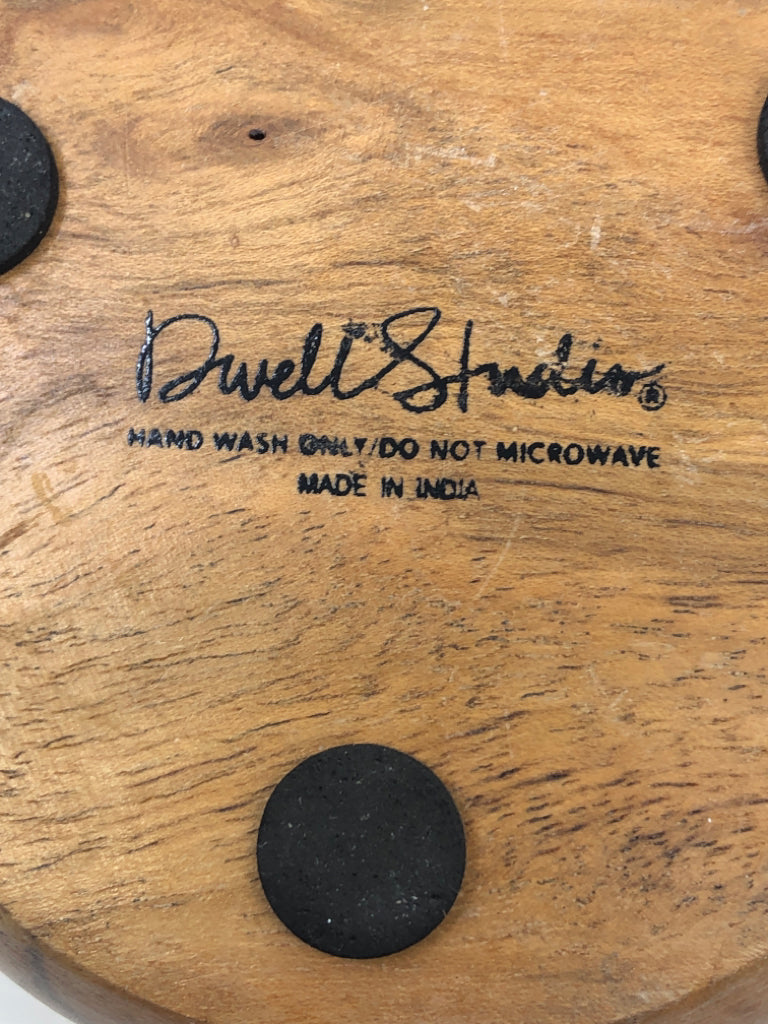 DwellStudio®
HAND WASH ONLY/DO NOT MICROWAVE
MADE IN INDIA